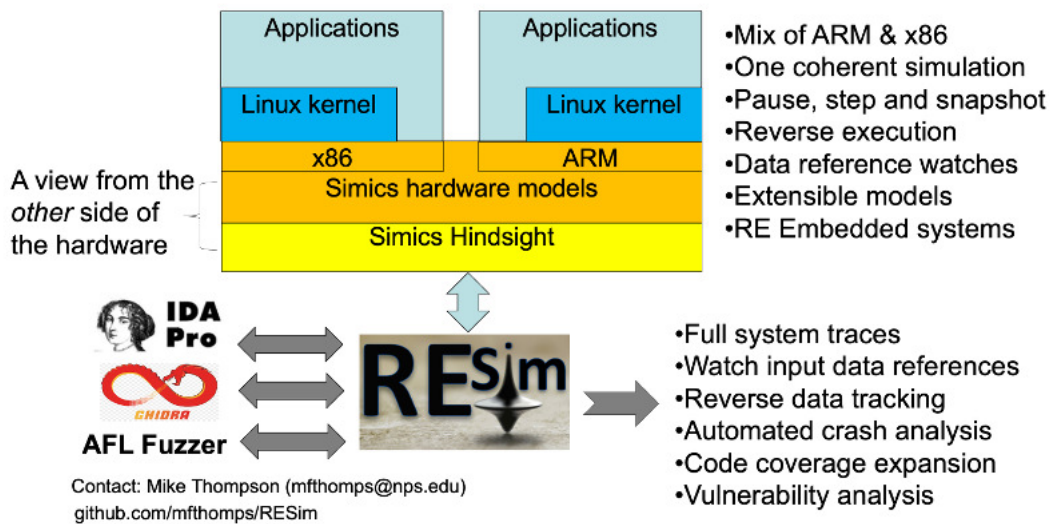 Applications
Applications
Linux kernel
Linux kernel
x86
ARM
Simics hardware models
Simics Hindsight
A view from the
other side of
the hardware
•Mix of ARM & x86
•One coherent simulation
•Pause, step and snapshot
•Reverse execution
•Data reference watches
•Extensible models
•RE Embedded systems
IDA
Pro
GHIDRA
AFL Fuzzer
RESim
•Full system traces
•Watch input data references
•Reverse data tracking
•Automated crash analysis
•Code coverage expansion
•Vulnerability analysis
Contact: Mike Thompson (mfthomps@nps.edu)
github.com/mfthomps/RESim